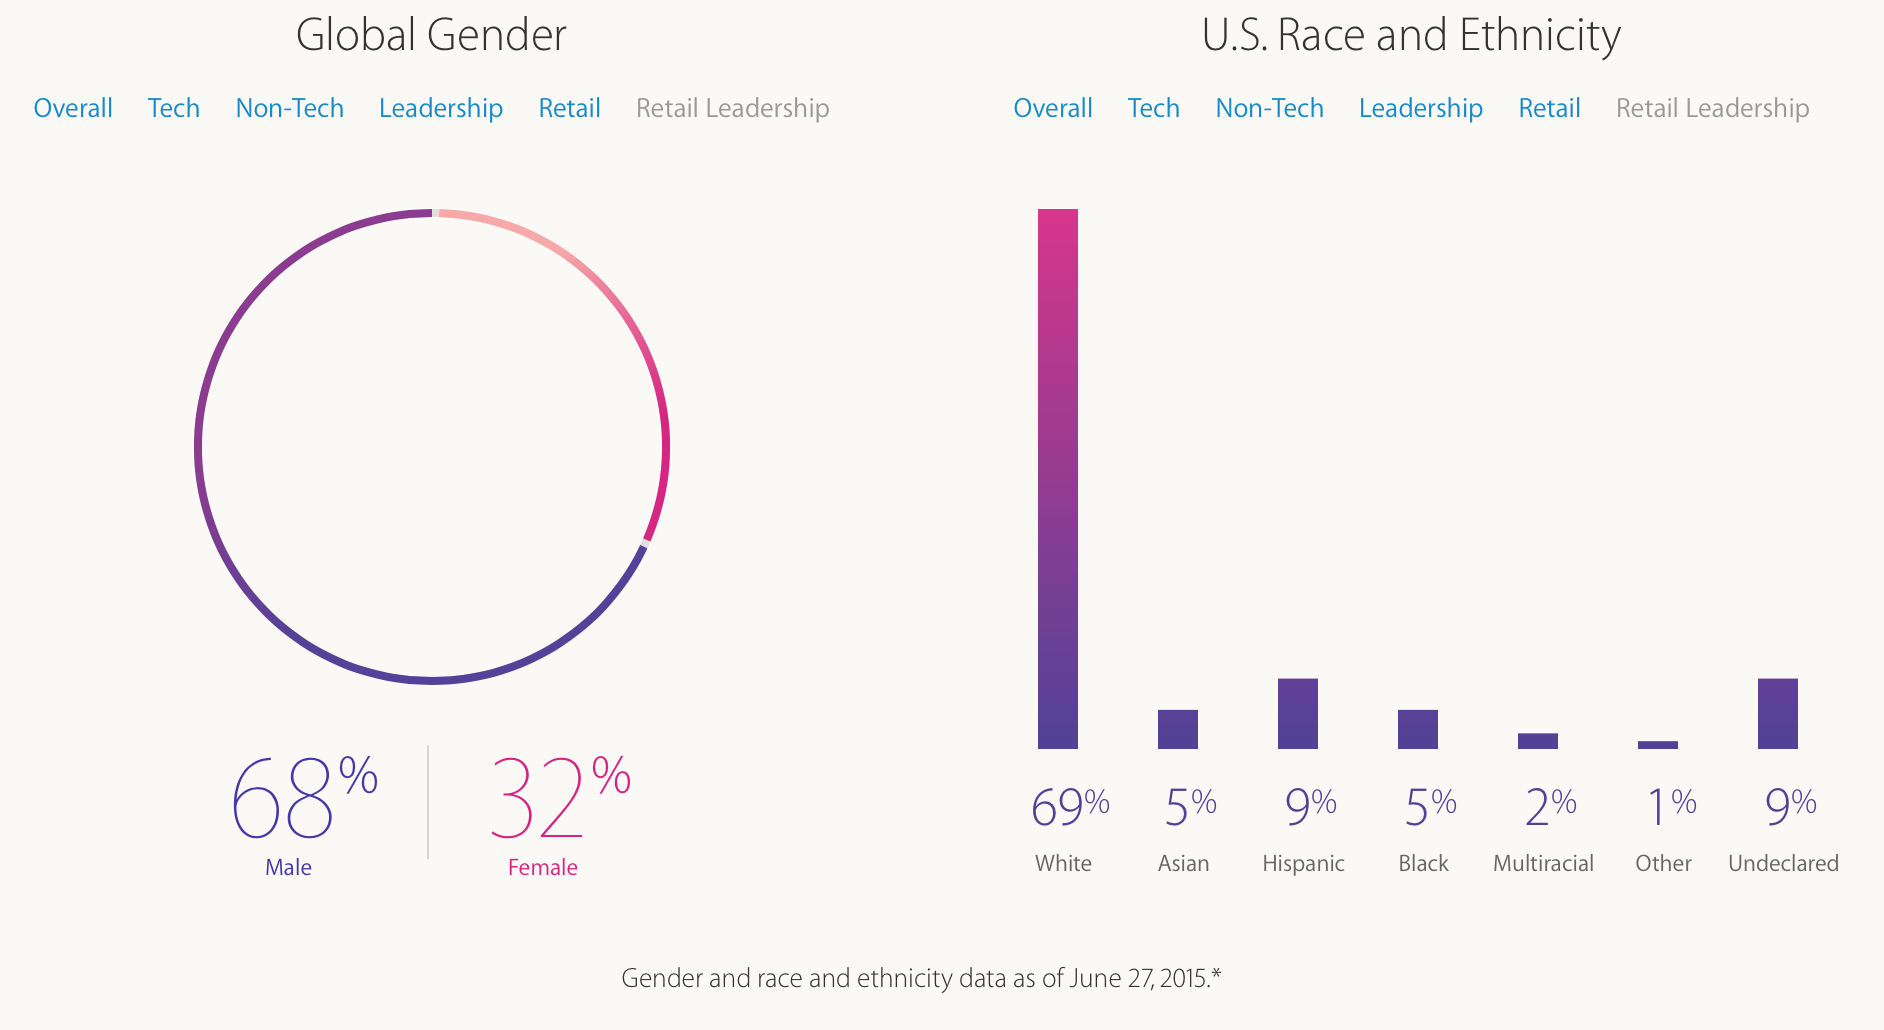 Global Gender
Overall Tech Non-Tech Leadership Retail Retail Leadership
68%
Male
32%
Female
U.S. Race and Ethnicity
Overall Tech Non-Tech Leadership Retail Retail Leadership
69% 5% 9% 5% 2% 1% 9%
White Asian Hispanic Black Multiracial Other Undeclared
Gender and race and ethnicity data as of June 27, 2015.*